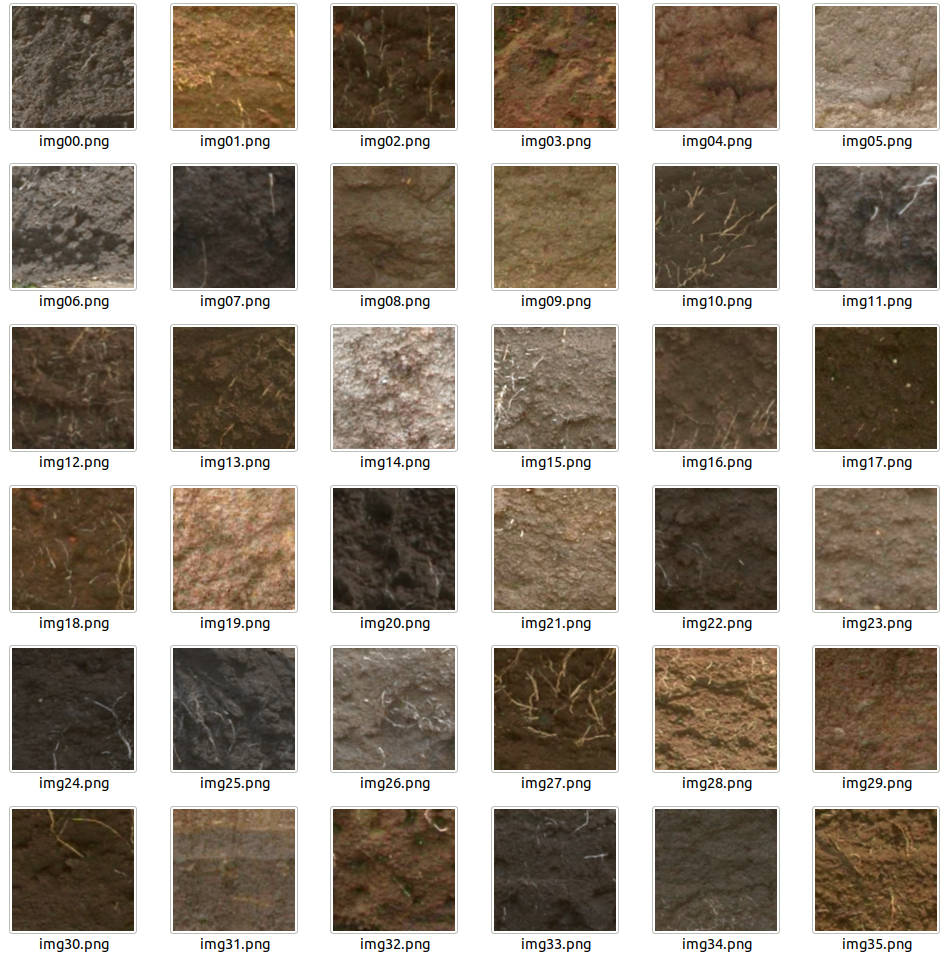 img00.png img01.png img02.png img03.png img04.png img05.png
img06.png img07.png img08.png img09.png img10.png img11.png
img12.png img13.png img14.png img15.png img16.png img17.png
img18.png img19.png img20.png img21.png img22.png img23.png
img24.png img25.png img26.png img27.png img28.png img29.png
img30.png img31.png img32.png img33.png img34.png img35.png